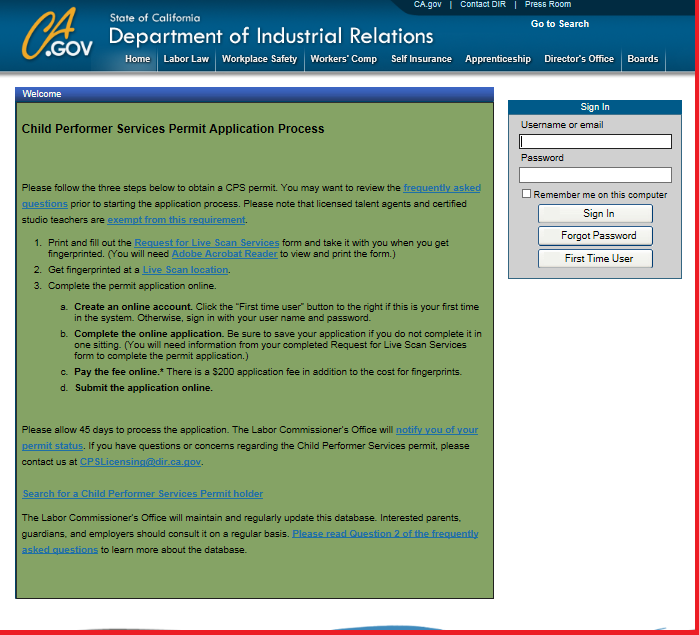 CA.gov | Contact DIR | Press Room
CA
.GOV
State of California
Department of Industrial Relations
Go to Search
Home Labor Law Workplace Safety Workers' Comp Self Insurance Apprenticeship Director's Office Boards
Welcome
Child Performer Services Permit Application Process
Please follow the three steps below to obtain a CPS permit. You may want to review the frequently asked
questions prior to starting the application process. Please note that licensed talent agents and certified
studio teachers are exempt from this requirement.
1. Print and fill out the Request for Live Scan Services form and take it with you when you get
fingerprinted. (You will need Adobe Acrobat Reader to view and print the form.)
2. Get fingerprinted at a Live Scan location.
3. Complete the permit application online.
a. Create an online account. Click the "First time user" button to the right if this is your first time
in the system. Otherwise, sign in with your user name and password.
b. Complete the online application. Be sure to save your application if you do not complete it in
one sitting. (You will need information from your completed Request for Live Scan Services
form to complete the permit application.)
c. Pay the fee online.* There is a $200 application fee in addition to the cost for fingerprints.
d. Submit the application online.
Please allow 45 days to process the application. The Labor Commissioner's Office will notify you of your
permit status. If you have questions or concerns regarding the Child Performer Services permit, please
contact us at CPSLicensing@dir.ca.gov.
Search for a Child Performer Services Permit holder
The Labor Commissioner's Office will maintain and regularly update this database. Interested parents,
guardians, and employers should consult it on a regular basis. Please read Question 2 of the frequently
asked questions to learn more about the database.
Sign In
Username or email
Password
Remember me on this computer
Sign In
Forgot Password
First Time User